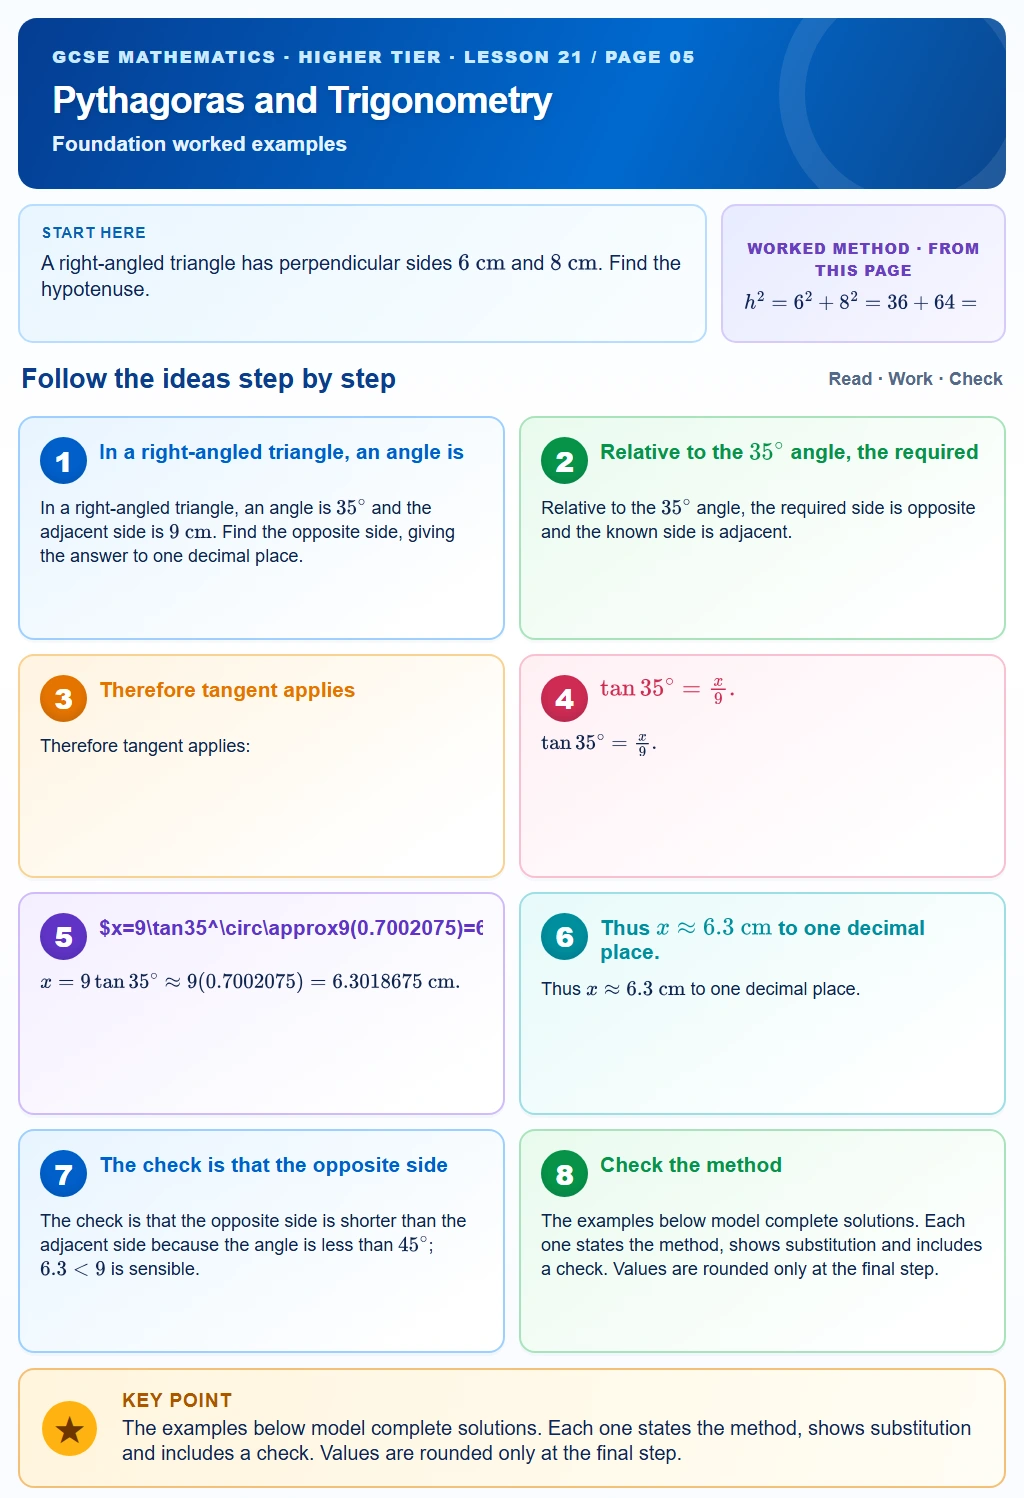 GCSE MATHEMATICS · HIGHER TIER · LESSON 21 / PAGE 05
Pythagoras and Trigonometry
Foundation worked examples
START HERE
A right-angled triangle has perpendicular sides 6 cm and 8 cm. Find the
hypotenuse.
WORKED METHOD · FROM
THIS PAGE
h² = 6² + 8² = 36 + 64 =
Follow the ideas step by step
Read · Work · Check
1
In a right-angled triangle, an angle is
In a right-angled triangle, an angle is 35° and the
adjacent side is 9 cm. Find the opposite side, giving
the answer to one decimal place.
2
Relative to the 35° angle, the required
Relative to the 35° angle, the required side is opposite
and the known side is adjacent.
3
Therefore tangent applies
Therefore tangent applies:
4
tan 35° = x/9.
tan 35° = x/9.
5
$x=9\tan35^\circ\approx9(0.7002075)=6
x = 9 tan 35° ≈ 9(0.7002075) = 6.3018675 cm.
6
Thus x ≈ 6.3 cm to one decimal
place.
Thus x ≈ 6.3 cm to one decimal place.
7
The check is that the opposite side
The check is that the opposite side is shorter than the
adjacent side because the angle is less than 45°;
6.3 < 9 is sensible.
8
Check the method
The examples below model complete solutions. Each
one states the method, shows substitution and includes
a check. Values are rounded only at the final step.
KEY POINT
The examples below model complete solutions. Each one states the method, shows substitution
and includes a check. Values are rounded only at the final step.